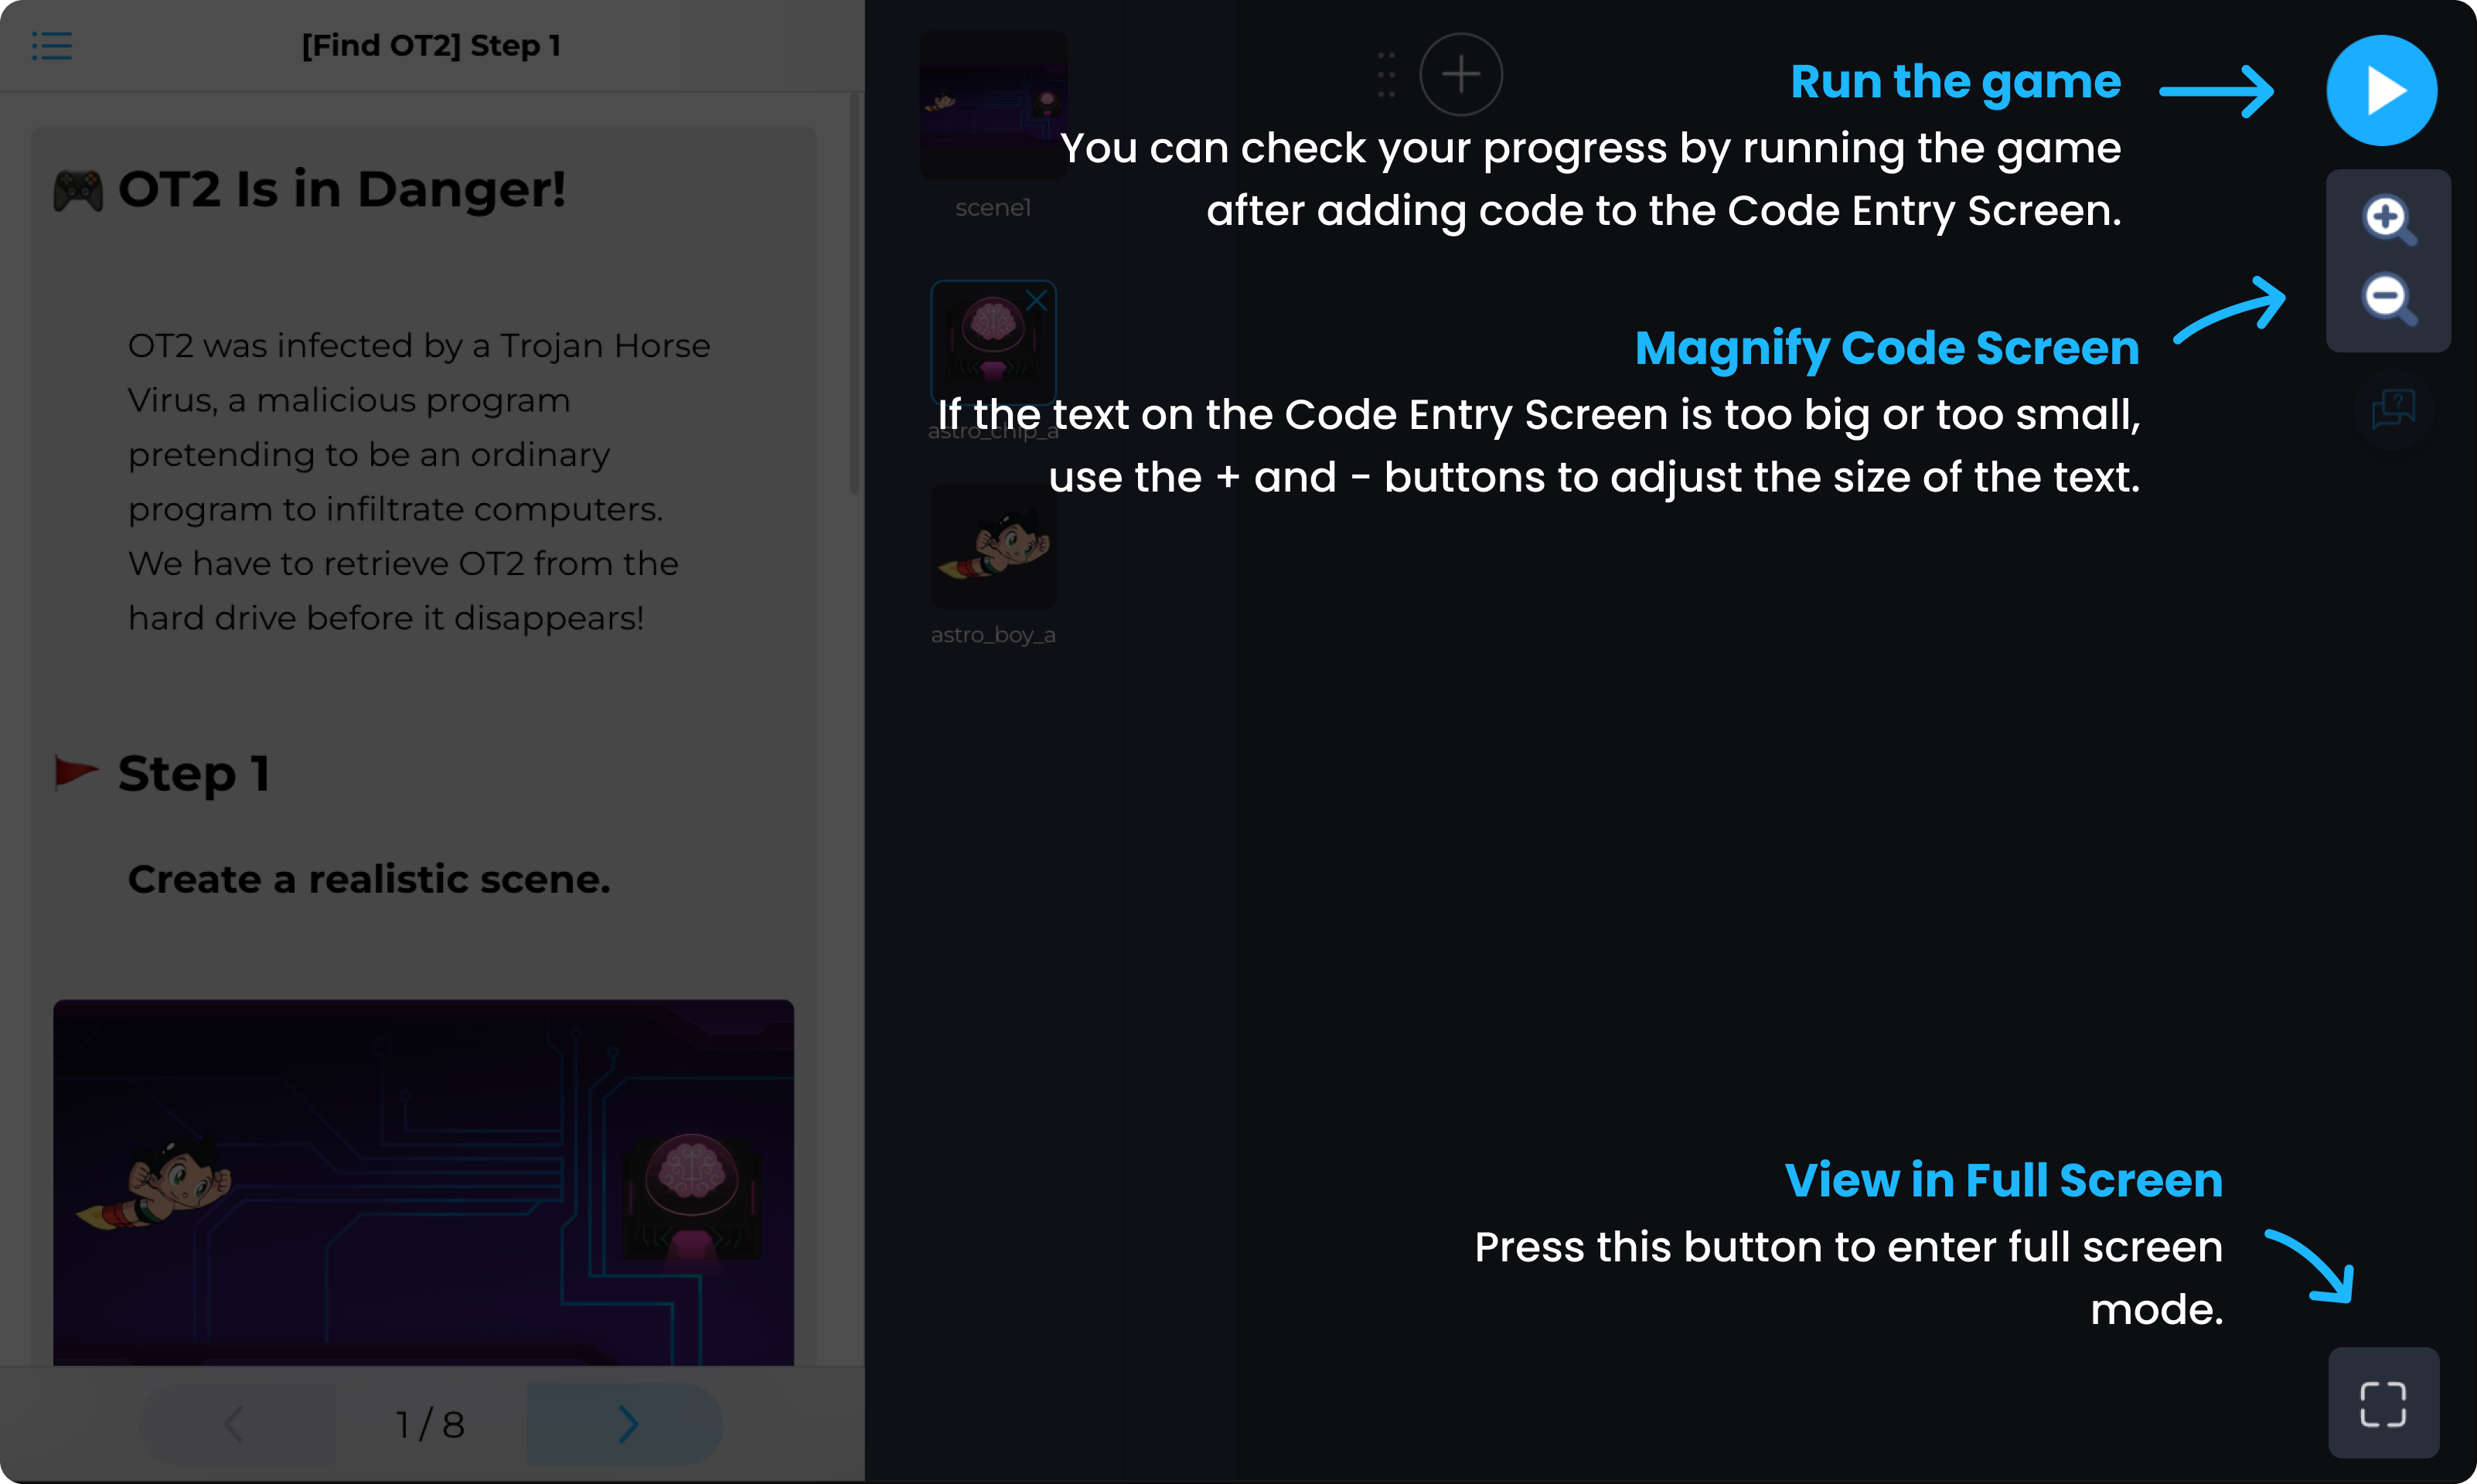 [Find OT2] Step 1
OT2 Is in Danger!
OT2 was infected by a Trojan Horse
Virus, a malicious program
pretending to be an ordinary
program to infiltrate computers.
We have to retrieve OT2 from the
hard drive before it disappears!
Step 1
Create a realistic scene.
1 / 8
scene1
astro_chip_a
astro_boy_a
Run the game
You can check your progress by running the game
after adding code to the Code Entry Screen.
Magnify Code Screen
If the text on the Code Entry Screen is too big or too small,
use the + and - buttons to adjust the size of the text.
View in Full Screen
Press this button to enter full screen
mode.